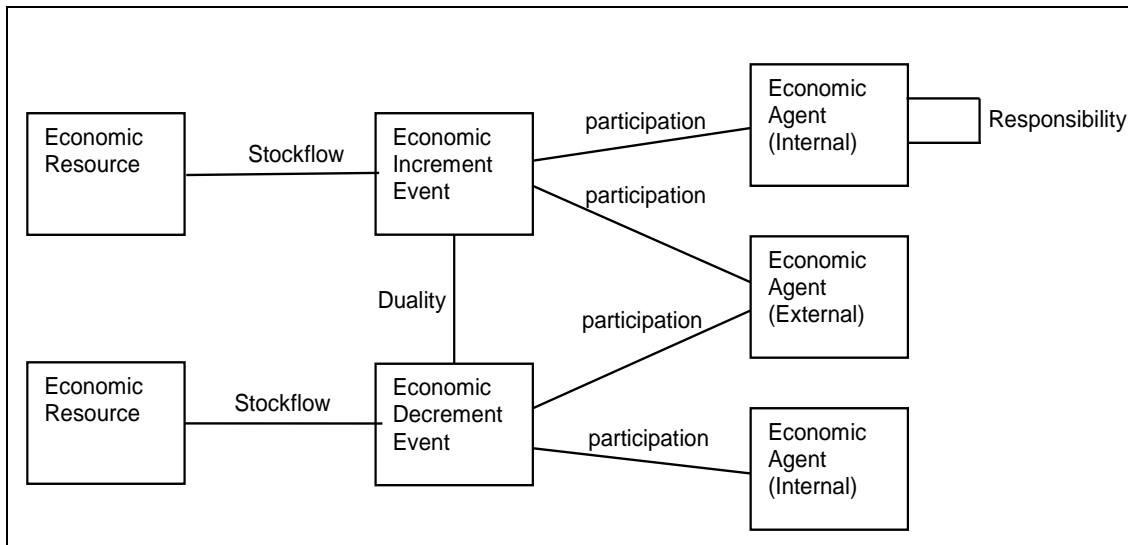 Economic
Resource
Stockflow
Economic
Increment
Event
participation
Economic
Agent
(Internal)
Responsibility
participation
Economic
Agent
(External)
Duality
participation
Economic
Resource
Stockflow
Economic
Decrement
Event
participation
Economic
Agent
(Internal)